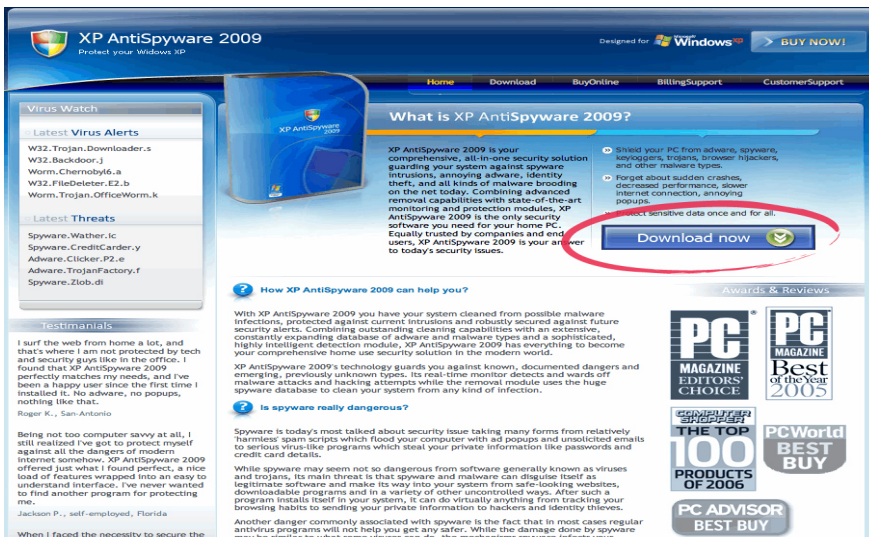 XP AntiSpyware 2009
Protect your Widows XP
Designed for Microsoft Windows XP
BUY NOW!
Home Download BuyOnline BillingSupport CustomerSupport
Virus Watch
Latest Virus Alerts
W32.Trojan.Downloader.s
W32.Backdoor.j
Worm.Chernobyl6.a
W32.FileDeleter.E2.b
Worm.Trojan.OfficeWorm.k
Latest Threats
Spyware.Wather.ic
Spyware.CreditCarder.y
Adware.Clicker.P2.e
Adware.TrojanFactory.f
Spyware.Zlob.di
Testimanials
I surf the web from home a lot, and
that's where I am not protected by tech
and security guys like in the office. I
found that XP AntiSpyware 2009
perfectly matches my needs, and I've
been a happy user since the first time I
installed it. No adware, no popups,
nothing like that.
Roger K., San-Antonio
Being not too computer savvy at all, I
still realized I've got to protect myself
against all the dangers of modern
internet somehow. XP AntiSpyware 2009
offered just what I found perfect, a nice
load of features wrapped into an easy to
understand interface. I've never wanted
to find another program for protecting
me.
Jackson P., self-employed, Florida
When I faced the necessity to secure the
XP AntiSpyware
2009
What is XP AntiSpyware 2009?
XP AntiSpyware 2009 is your
comprehensive, all-in-one security solution
guarding your system against spyware
intrusions, annoying adware, identity
theft, and all kinds of malware brooding
on the net today. Combining advanced
removal capabilities with state-of-the-art
monitoring and protection modules, XP
AntiSpyware 2009 is the only security
software you need for your home PC.
Equally trusted by companies and end
users, XP AntiSpyware 2009 is your answer
to today's security issues.
Shield your PC from adware, spyware,
keyloggers, trojans, browser hijackers,
and other malware types.
Forget about sudden crashes,
decreased performance, slower
internet connection, annoying
popups.
Protect sensitive data once and for all.
Download now
How XP AntiSpyware 2009 can help you?
With XP AntiSpyware 2009 you have your system cleaned from possible malware
infections, protected against current intrusions and robustly secured against future
security alerts. Combining outstanding cleaning capabilities with an extensive,
constantly expanding database of adware and malware types and a sophisticated,
highly intelligent detection module, XP AntiSpyware 2009 has everything to become
your comprehensive home use security solution in the modern world.
XP AntiSpyware 2009's technology guards you against known, documented dangers and
emerging, previously unknown types. Its real-time monitor detects and wards off
malware attacks and hacking attempts while the removal module uses the huge
spyware database to clean your system from any kind of infection.
Is spyware really dangerous?
Spyware is today's most talked about security issue taking many forms from relatively
'harmless' spam scripts which flood your computer with ad popups and unsolicited emails
to serious virus-like programs which steal your private information like passwords and
credit card details.
While spyware may seem not so dangerous from software generally known as viruses
and trojans, its main threat is that spyware and malware can disguise itself as
legitimate software and make its way into your system from safe-looking websites,
downloadable programs and in a variety of other uncontrolled ways. After such a
program installs itself in your system, it can do virtually anything from tracking your
browsing habits to sending your private information to hackers and identity thieves.
Another danger commonly associated with spyware is the fact that in most cases regular
antivirus programs will not help you get any safer. While the damage done by spyware
may be similar to what some viruses can do, the mechanisms spyware infects your
Awards & Reviews
PC
MAGAZINE
EDITORS'
CHOICE
PC
MAGAZINE
Best
of the Year
2005
COMPUTER
SHOPPER
THE TOP
100
PRODUCTS
OF 2006
PCWorld
BEST
BUY
PC ADVISOR
BEST BUY